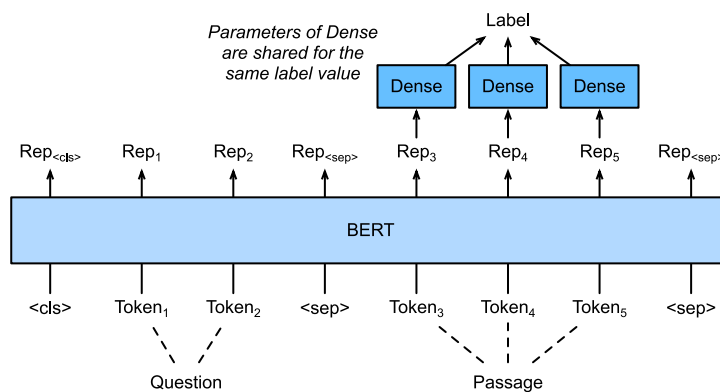 Label
Parameters of Dense
are shared for the
same label value
Dense Dense Dense
Rep<cls> Rep1 Rep2 Rep<sep> Rep3 Rep4 Rep5 Rep<sep>
BERT
<cls> Token1 Token2 <sep> Token3 Token4 Token5 <sep>
Question Passage